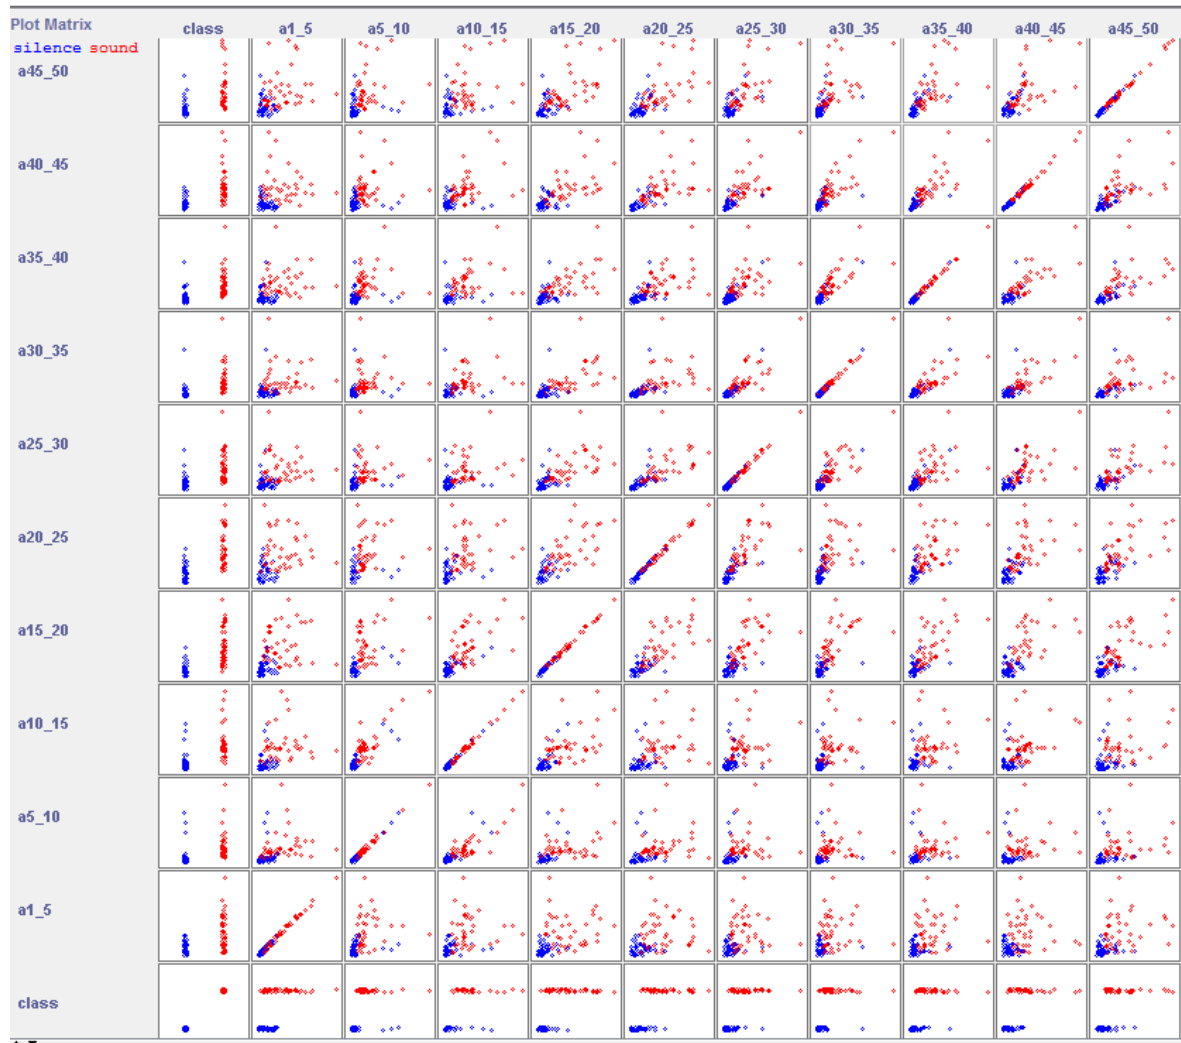 Plot Matrix
class a1_5 a5_10 a10_15 a15_20 a20_25 a25_30 a30_35 a35_40 a40_45 a45_50
silence sound
a45_50
a40_45
a35_40
a30_35
a25_30
a20_25
a15_20
a10_15
a5_10
a1_5
class